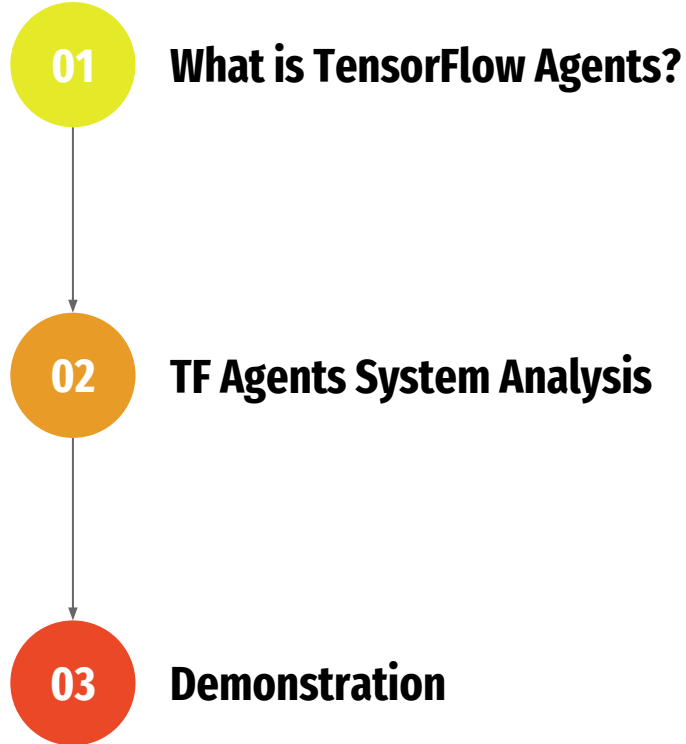 01 What is TensorFlow Agents?
02 TF Agents System Analysis
03 Demonstration